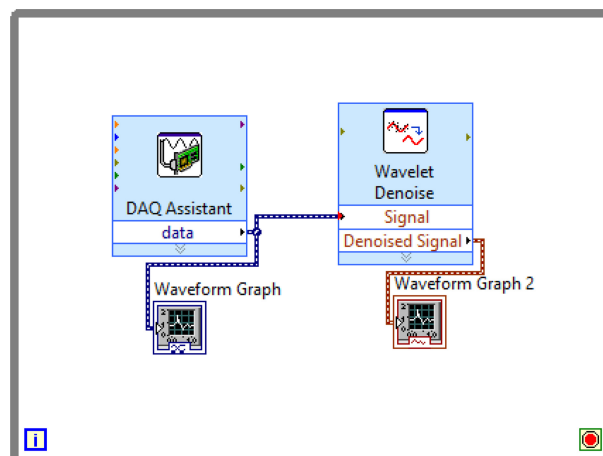 DAQ Assistant
data
Wavelet
Denoise
Signal
Denoised Signal
Waveform Graph
Waveform Graph 2
i